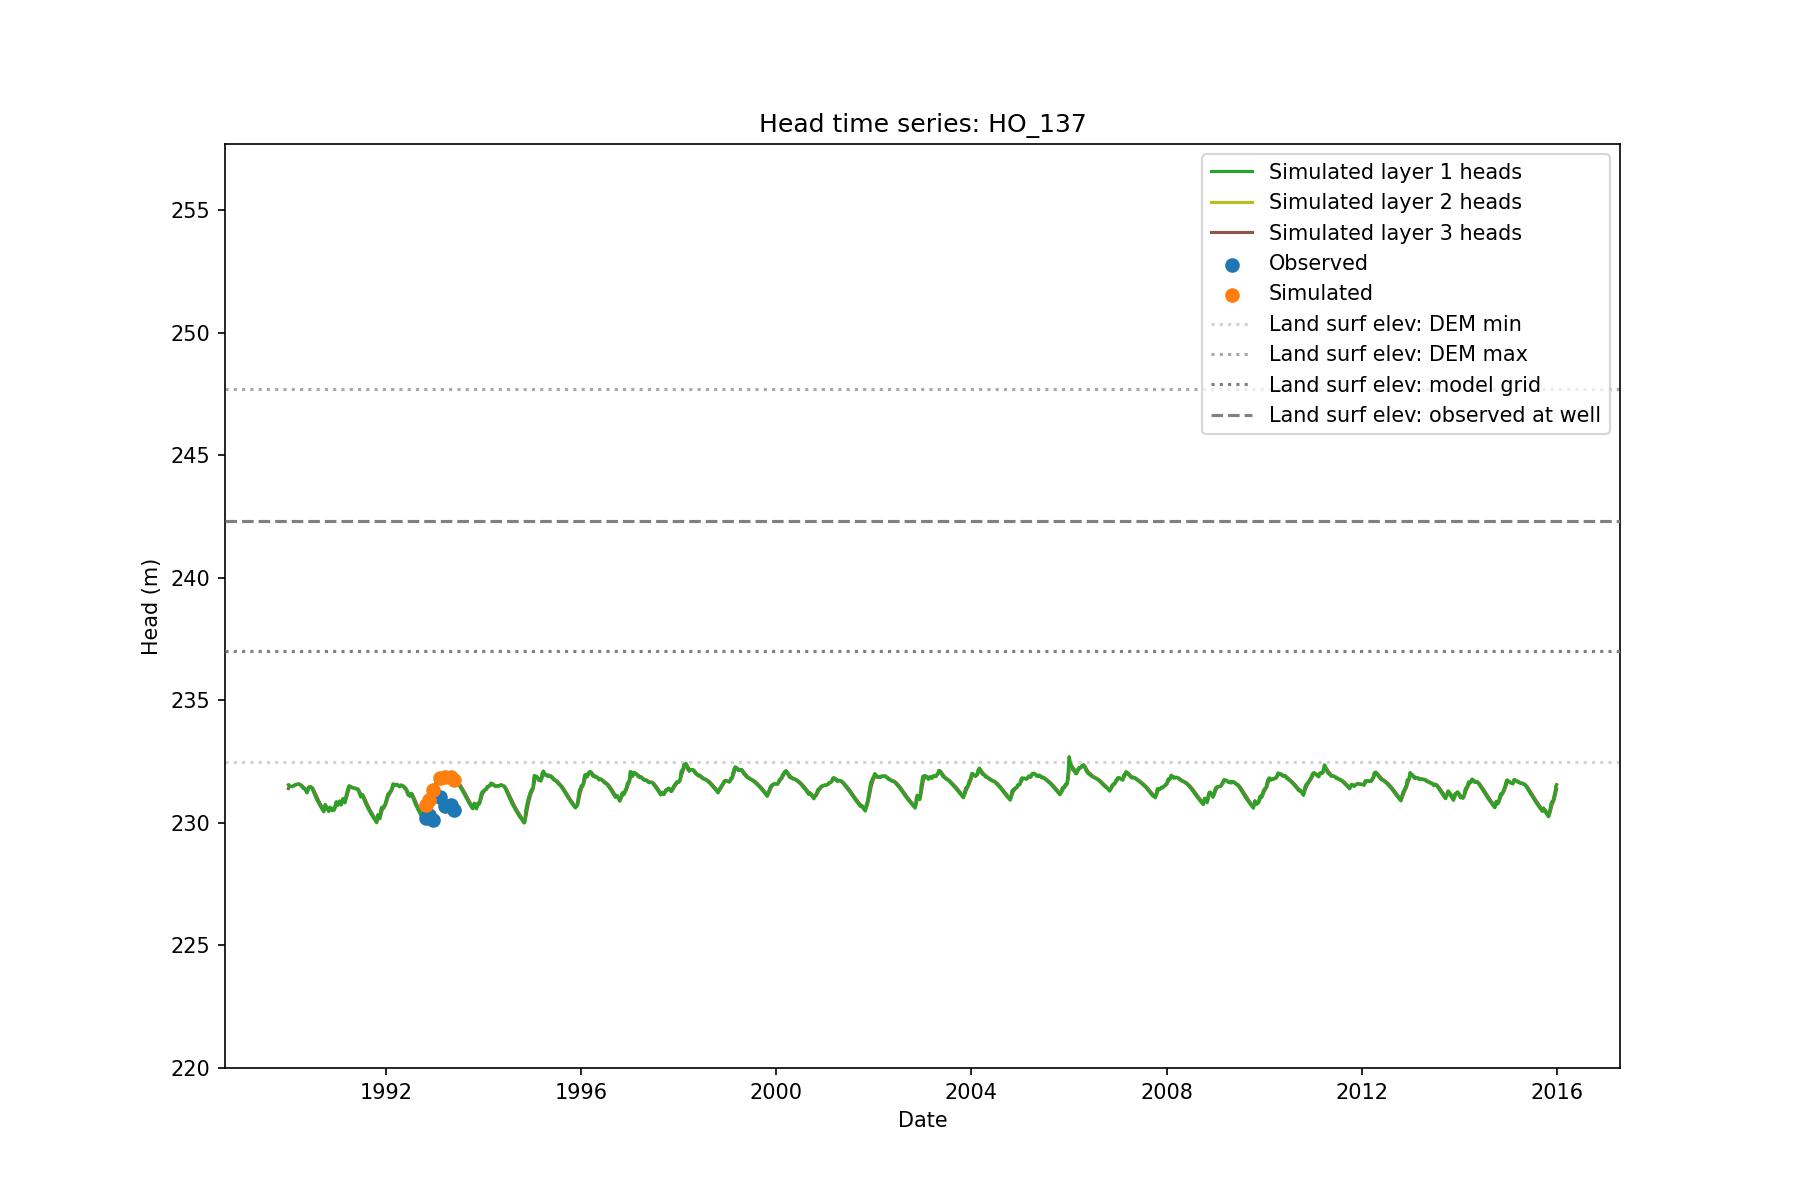 Head time series: HO_137
Simulated layer 1 heads
Simulated layer 2 heads
Simulated layer 3 heads
Observed
Simulated
Land surf elev: DEM min
Land surf elev: DEM max
Land surf elev: model grid
Land surf elev: observed at well
255
250
245
240
235
230
225
220
Head (m)
1992 1996 2000 2004 2008 2012 2016
Date